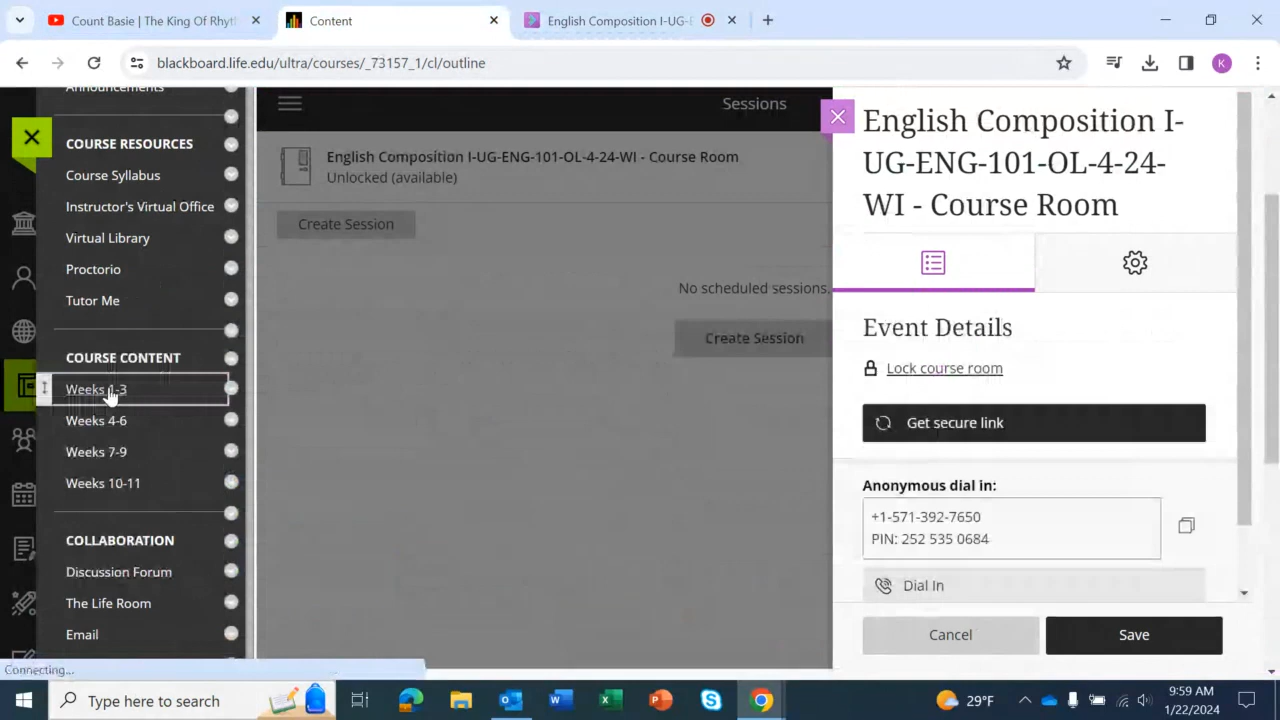 Count Basie | The King Of Rhyt
Content
English Composition I-UG-E
blackboard.life.edu/ultra/courses/_73157_1/cl/outline
K
Announcements
COURSE RESOURCES
Course Syllabus
Instructor's Virtual Office
Virtual Library
Proctorio
Tutor Me
COURSE CONTENT
Weeks 1-3
Weeks 4-6
Weeks 7-9
Weeks 10-11
COLLABORATION
Discussion Forum
The Life Room
Email
Connecting...
Sessions
English Composition I-UG-ENG-101-OL-4-24-WI - Course Room
Unlocked (available)
Create Session
No scheduled sessions.
Create Session
English Composition I-
UG-ENG-101-OL-4-24-
WI - Course Room
Event Details
Lock course room
Get secure link
Anonymous dial in:
+1-571-392-7650
PIN: 252 535 0684
Dial In
Cancel
Save
Type here to search
29°F
9:59 AM
1/22/2024